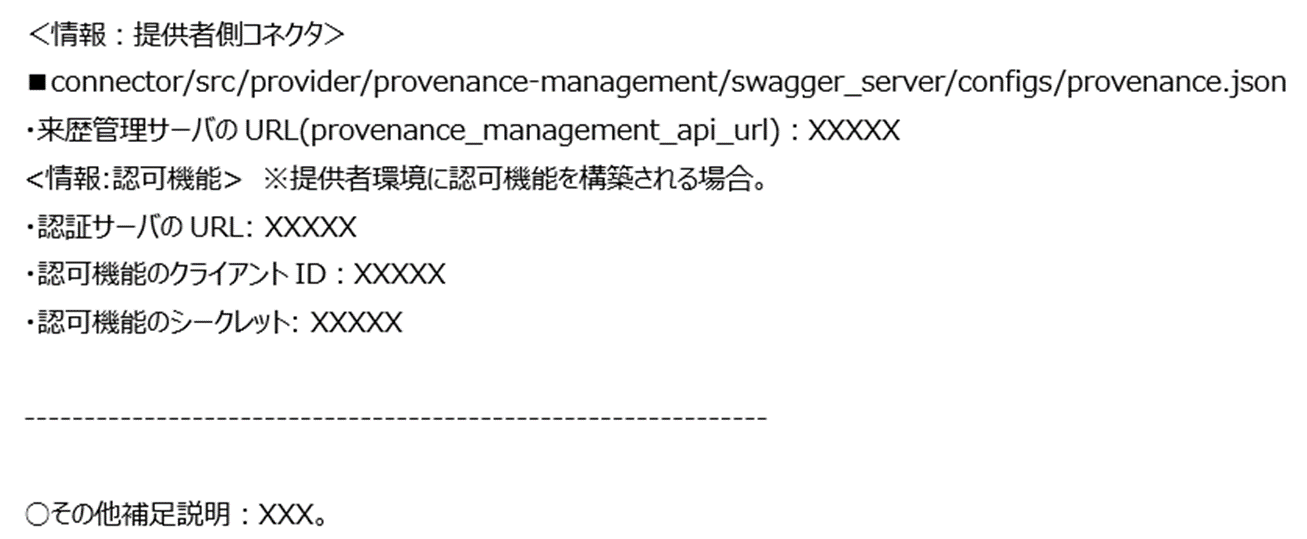 ＜情報：提供者側コネクタ＞
■connector/src/provider/provenance-management/swagger_server/configs/provenance.json
・来歴管理サーバの URL(provenance_management_api_url)：XXXXX
<情報:認可機能>　※提供者環境に認可機能を構築される場合。
・認証サーバの URL: XXXXX
・認可機能のクライアント ID：XXXXX
・認可機能のシークレット: XXXXX
--------------------------------------------------------------
○その他補足説明：XXX。